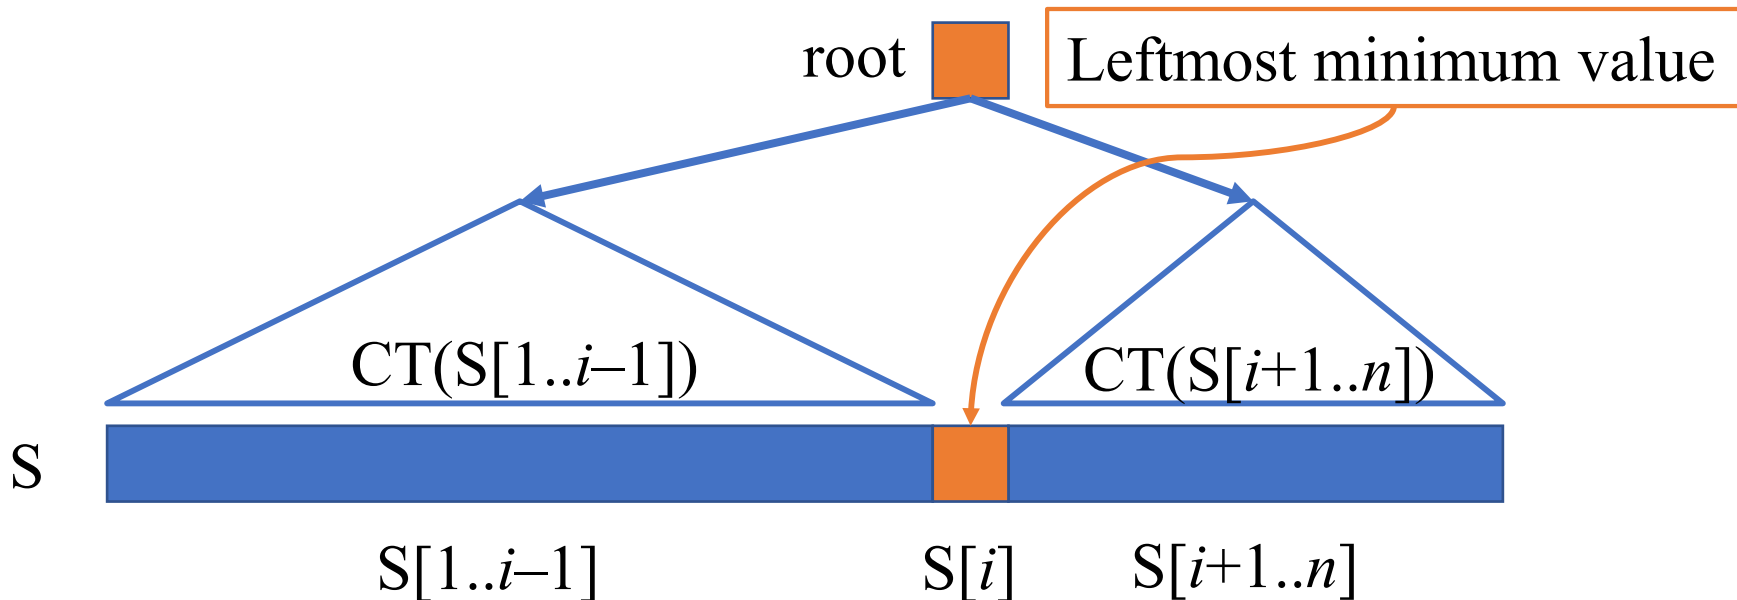 root
Leftmost minimum value
CT(S[1..i–1])
CT(S[i+1..n])
S
S[1..i–1]
S[i]
S[i+1..n]